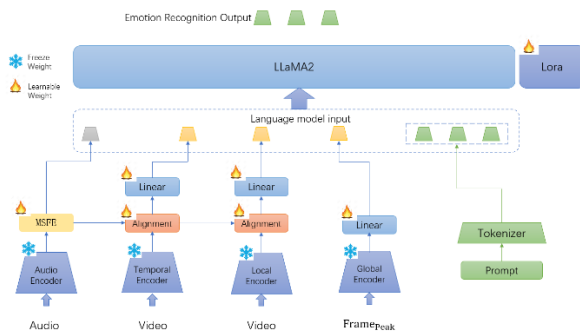 Emotion Recognition Output
Freeze
Weight
Learnable
Weight
LLaMA2
Lora
Language model input
Linear
Linear
MSFE
Alignment
Alignment
Linear
Audio
Encoder
Temporal
Encoder
Local
Encoder
Global
Encoder
Tokenizer
Prompt
Audio
Video
Video
Frame_Peak